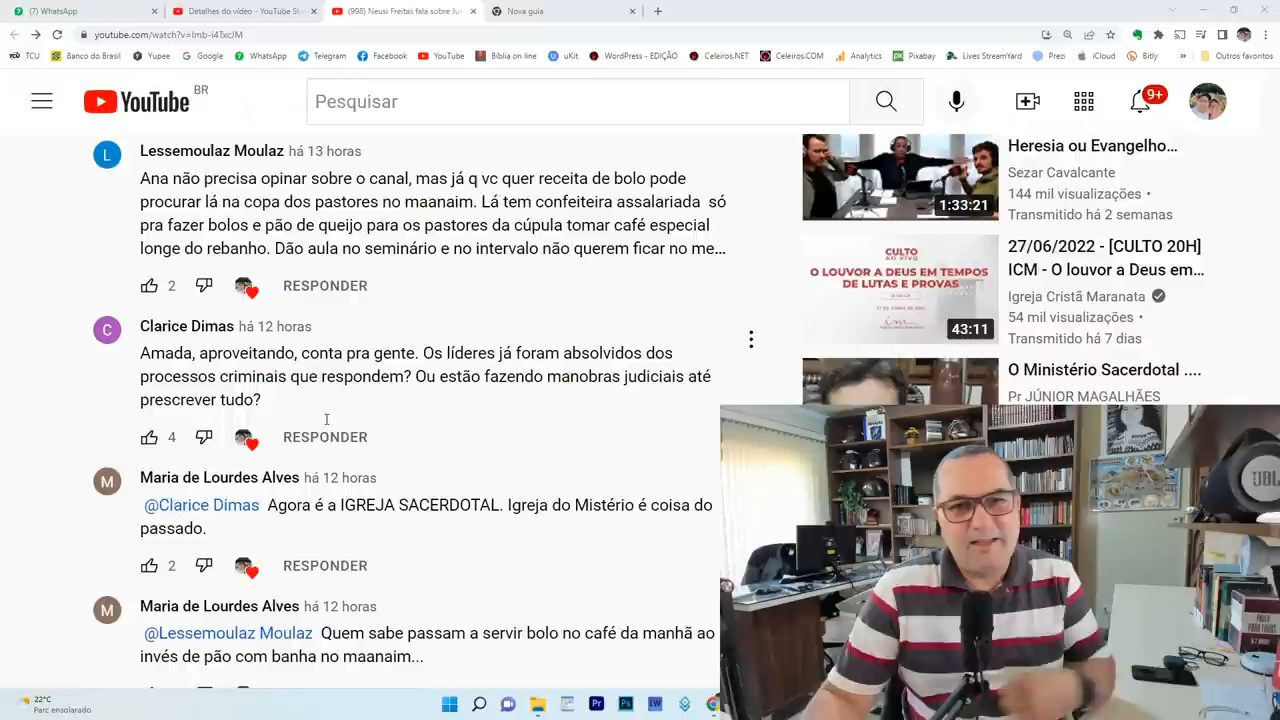 (7) WhatsApp
Detalhes do vídeo - YouTube Stu
(998) Neusi Freitas fala sobre Ju
Nova guia
youtube.com/watch?v=Imb-i4TxcJM
TCU
Banco do Brasil
Yupee
Google
WhatsApp
Telegram
Facebook
YouTube
Bíblia on line
uKit
WordPress - EDIÇÃO
Celeiros.NET
Celeiros.COM
Analytics
Pixabay
Lives StreamYard
Prezi
iCloud
Bitly
»
Outros favoritos
YouTube BR
Pesquisar
9+
L
Lessemoulaz Moulaz há 13 horas
Ana não precisa opinar sobre o canal, mas já q vc quer receita de bolo pode
procurar lá na copa dos pastores no maanaim. Lá tem confeiteira assalariada só
pra fazer bolos e pão de queijo para os pastores da cúpula tomar café especial
longe do rebanho. Dão aula no seminário e no intervalo não querem ficar no me...
2
RESPONDER
C
Clarice Dimas há 12 horas
Amada, aproveitando, conta pra gente. Os líderes já foram absolvidos dos
processos criminais que respondem? Ou estão fazendo manobras judiciais até
prescrever tudo?
4
RESPONDER
M
Maria de Lourdes Alves há 12 horas
@Clarice Dimas Agora é a IGREJA SACERDOTAL. Igreja do Mistério é coisa do
passado.
2
RESPONDER
M
Maria de Lourdes Alves há 12 horas
@Lessemoulaz Moulaz Quem sabe passam a servir bolo no café da manhã ao
invés de pão com banha no maanaim...
1:33:21
Heresia ou Evangelho...
Sezar Cavalcante
144 mil visualizações •
Transmitido há 2 semanas
CULTO
AO VIVO
O LOUVOR A DEUS EM TEMPOS
DE LUTAS E PROVAS
43:11
27/06/2022 - [CULTO 20H]
ICM - O louvor a Deus em...
Igreja Cristã Maranata
54 mil visualizações •
Transmitido há 7 dias
O Ministério Sacerdotal ....
Pr JÚNIOR MAGALHÃES
JBL
22°C
Parc ensolarado
Pr
Ps
LW